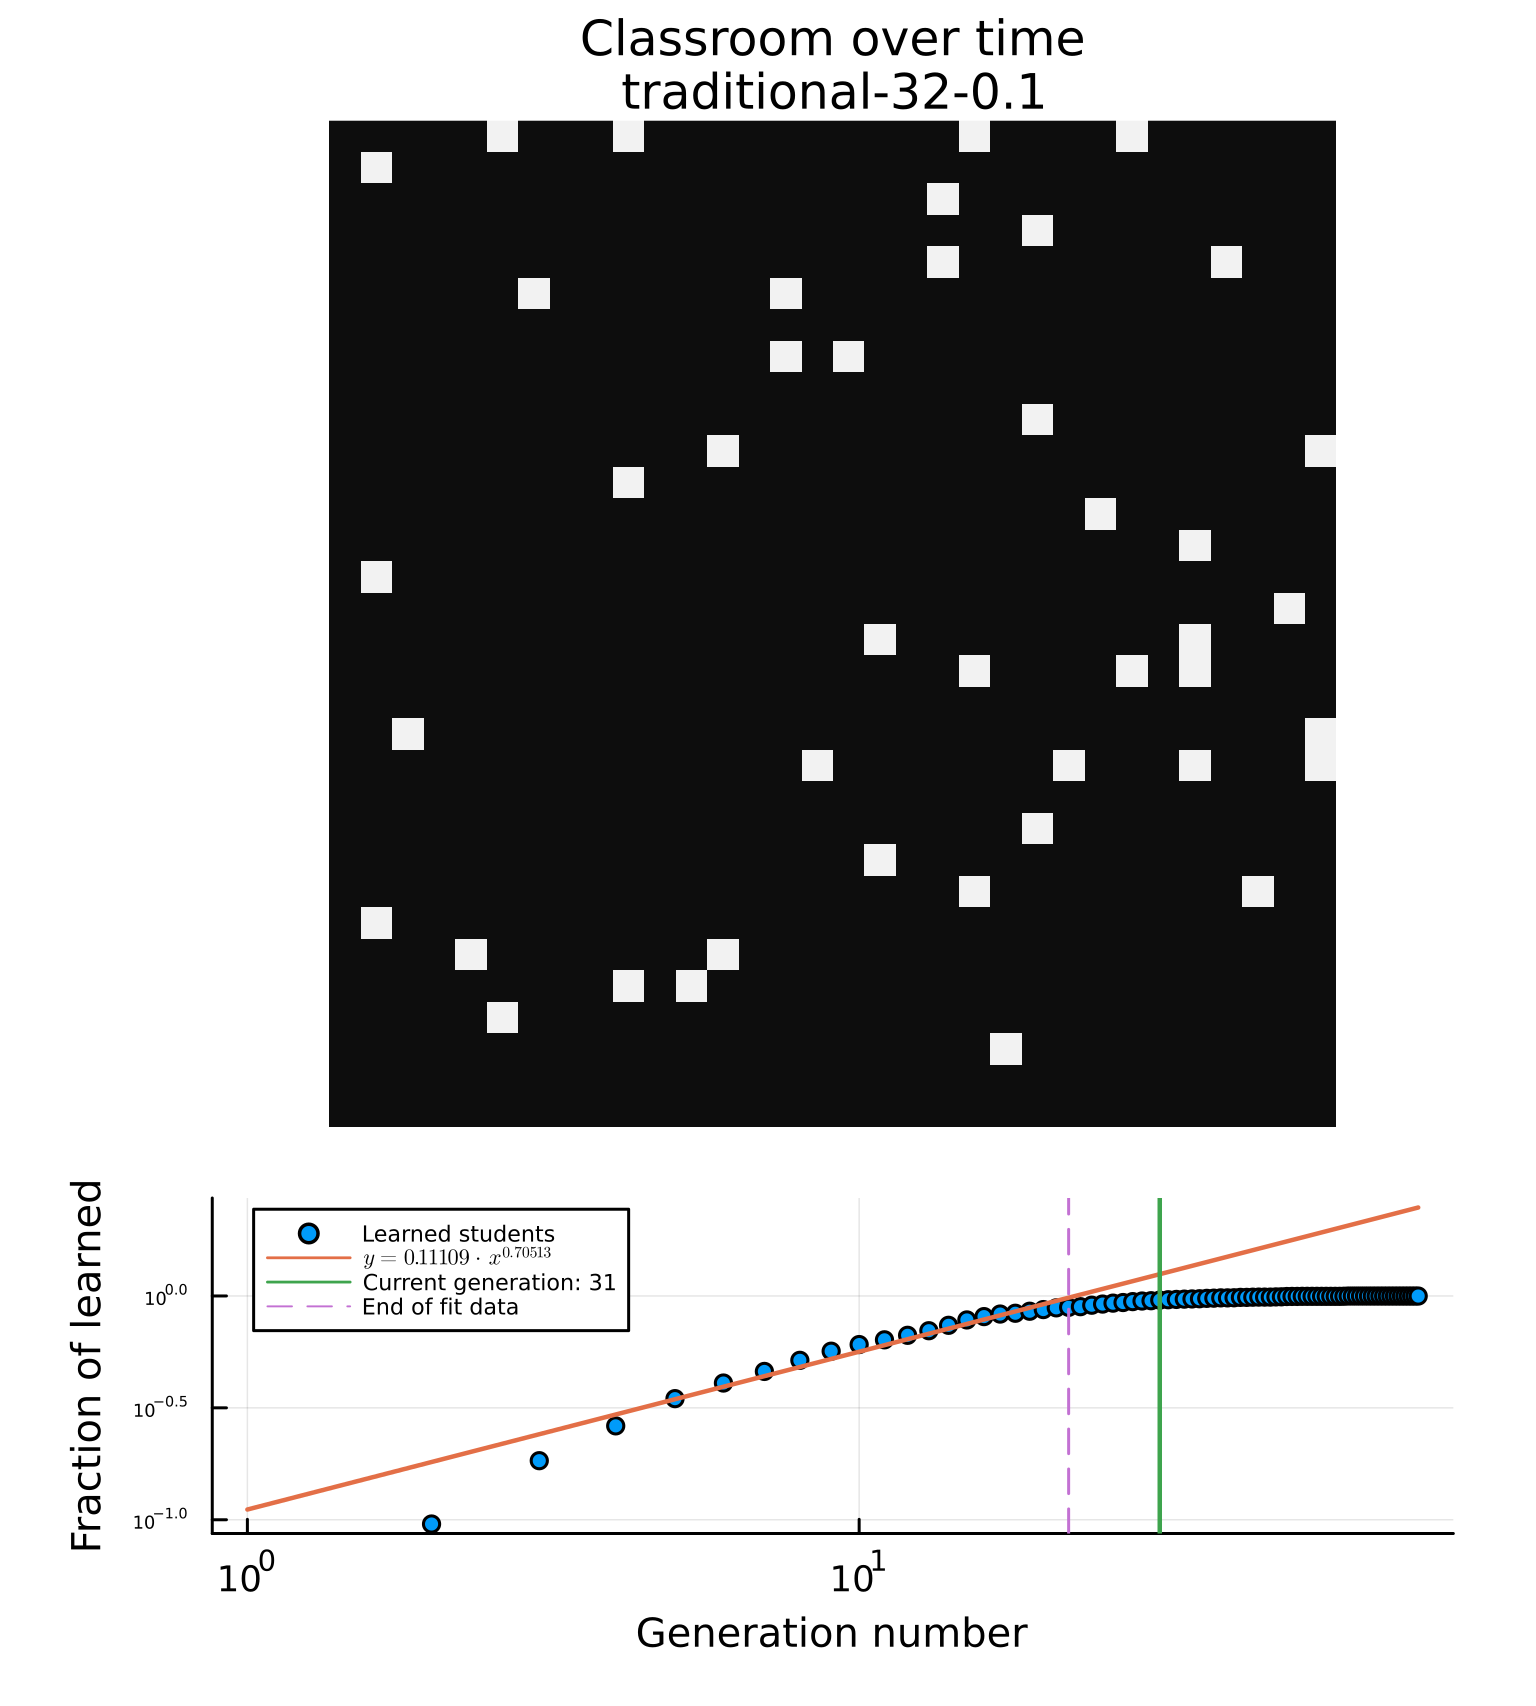 Classroom over time
traditional-32-0.1
Fraction of learned
Learned students
y = 0.11109 · x^0.70513
Current generation: 31
End of fit data
10^0.0
10^−0.5
10^−1.0
10^0
10^1
Generation number